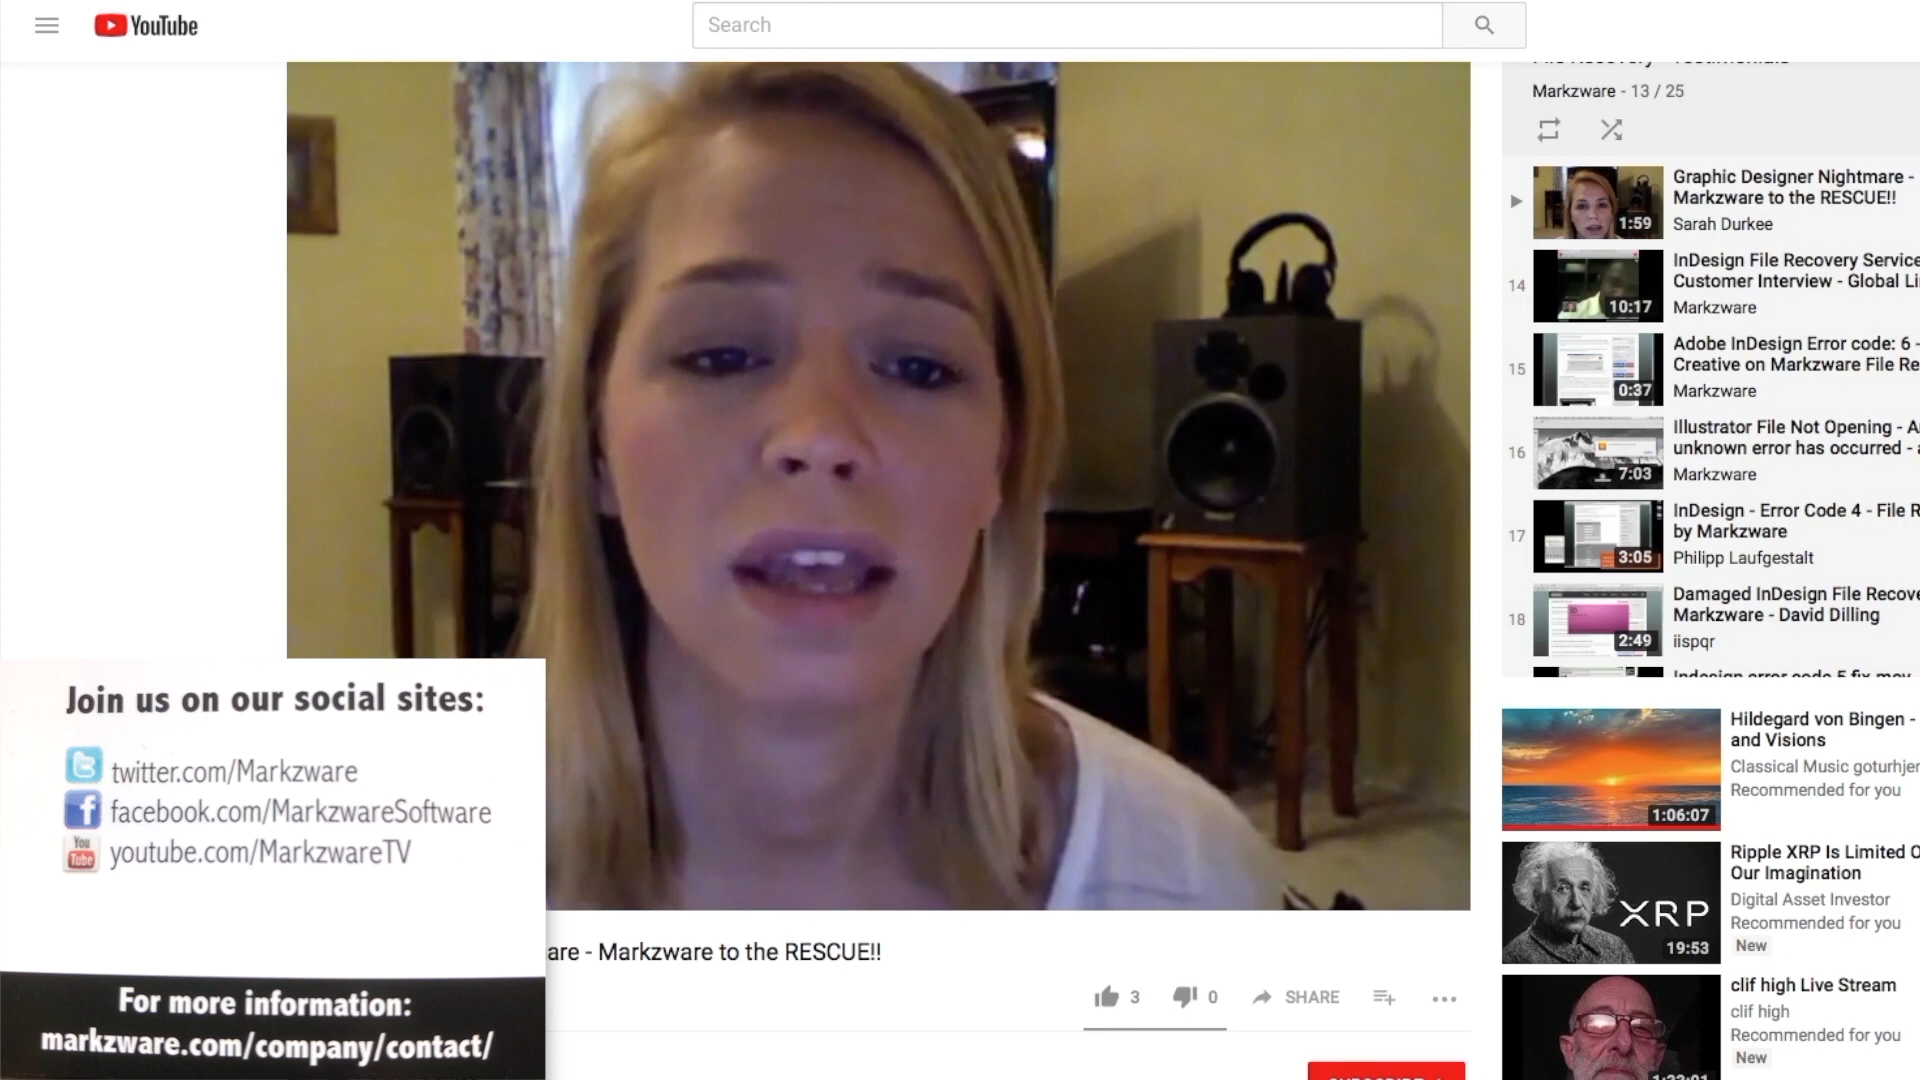 YouTube
Search
Markzware - 13 / 25
Graphic Designer Nightmare -
Markzware to the RESCUE!!
Sarah Durkee
1:59
14
InDesign File Recovery Service
Customer Interview - Global Li
Markzware
10:17
15
Adobe InDesign Error code: 6 -
Creative on Markzware File Re
Markzware
0:37
16
Illustrator File Not Opening - A
unknown error has occurred - a
Markzware
7:03
17
InDesign - Error Code 4 - File R
by Markzware
Philipp Laufgestalt
3:05
18
Damaged InDesign File Recove
Markzware - David Dilling
iispqr
2:49
Hildegard von Bingen -
and Visions
Classical Music goturhjer
Recommended for you
1:06:07
Ripple XRP Is Limited O
Our Imagination
Digital Asset Investor
Recommended for you
New
XRP
19:53
clif high Live Stream
clif high
Recommended for you
New
Join us on our social sites:
twitter.com/Markzware
facebook.com/MarkzwareSoftware
You
Tube
youtube.com/MarkzwareTV
For more information:
markzware.com/company/contact/
are - Markzware to the RESCUE!!
3
0
SHARE